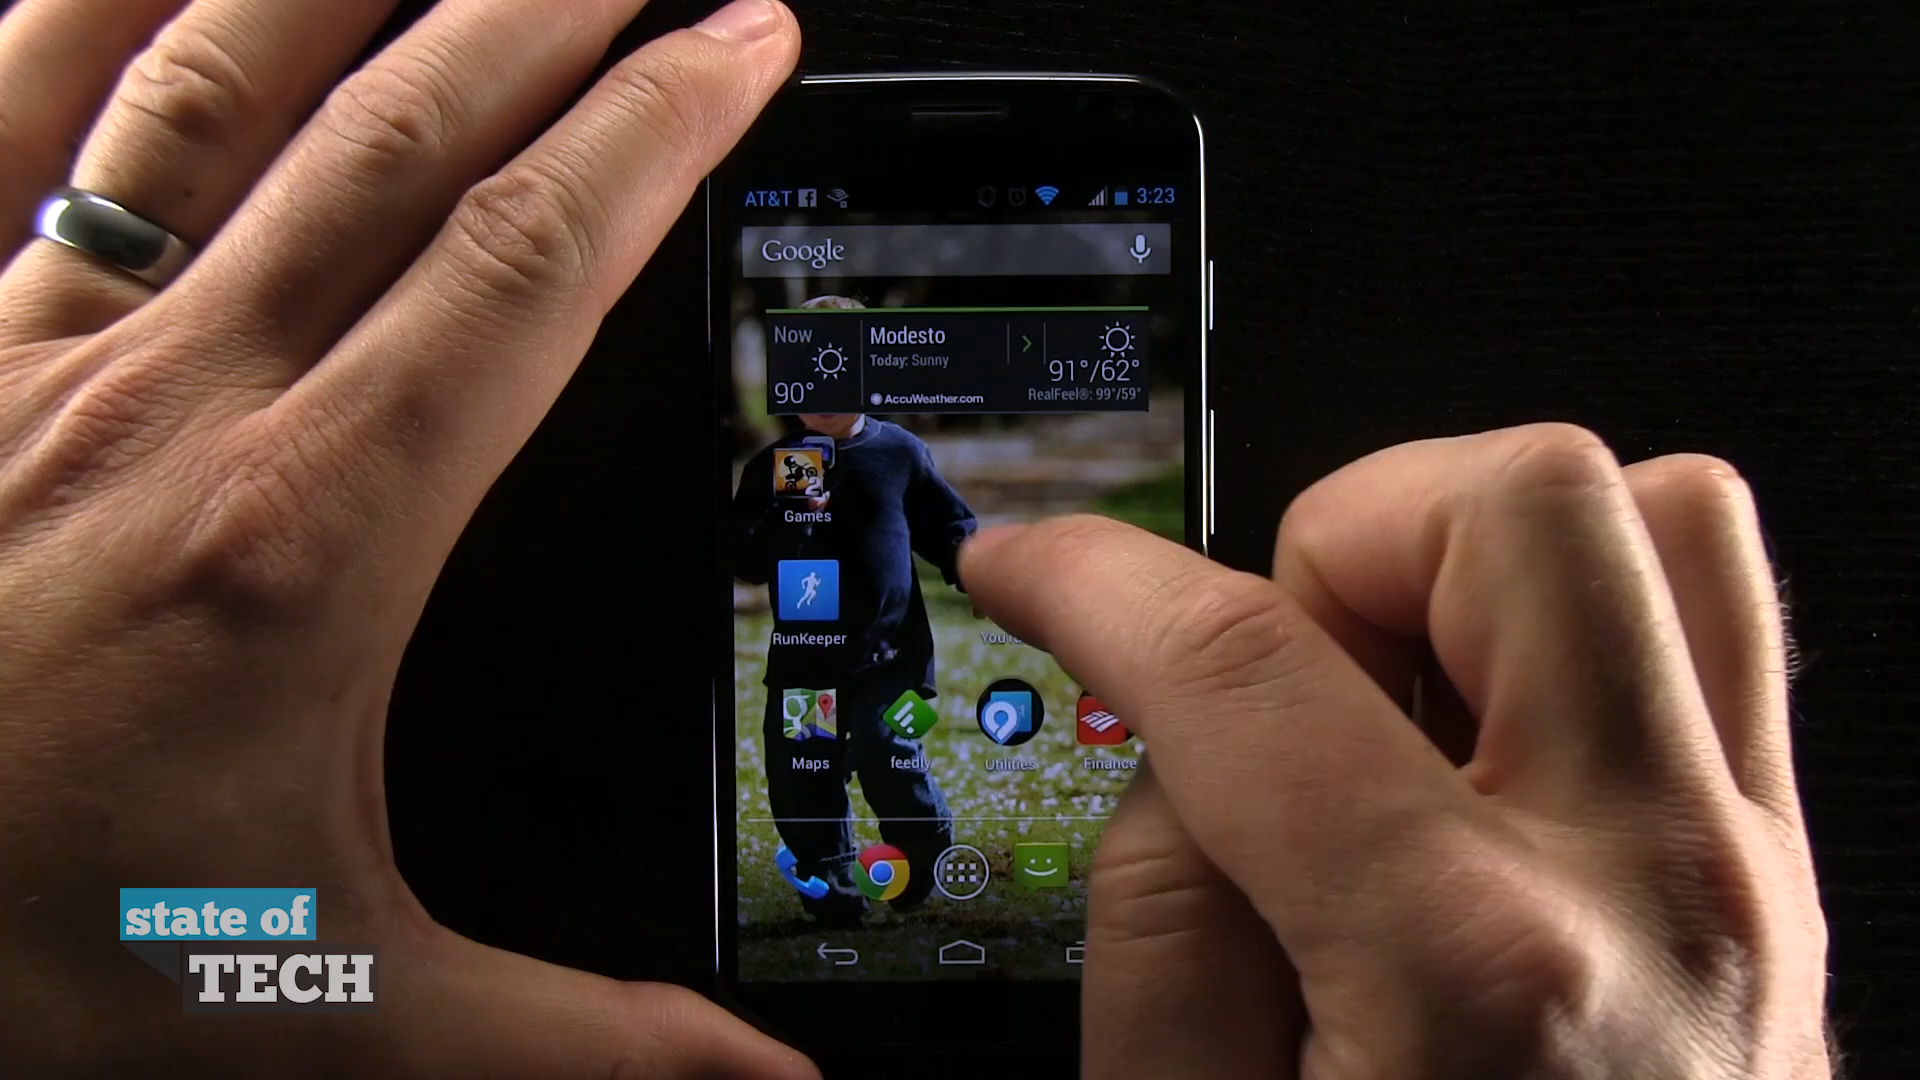 AT&T 3:23
Google
Now
90°
Modesto
Today: Sunny
AccuWeather.com
91°/62°
RealFeel®: 99°/59°
2
Games
RunKeeper
Maps
feedly
Utilities
Finance
state of
TECH